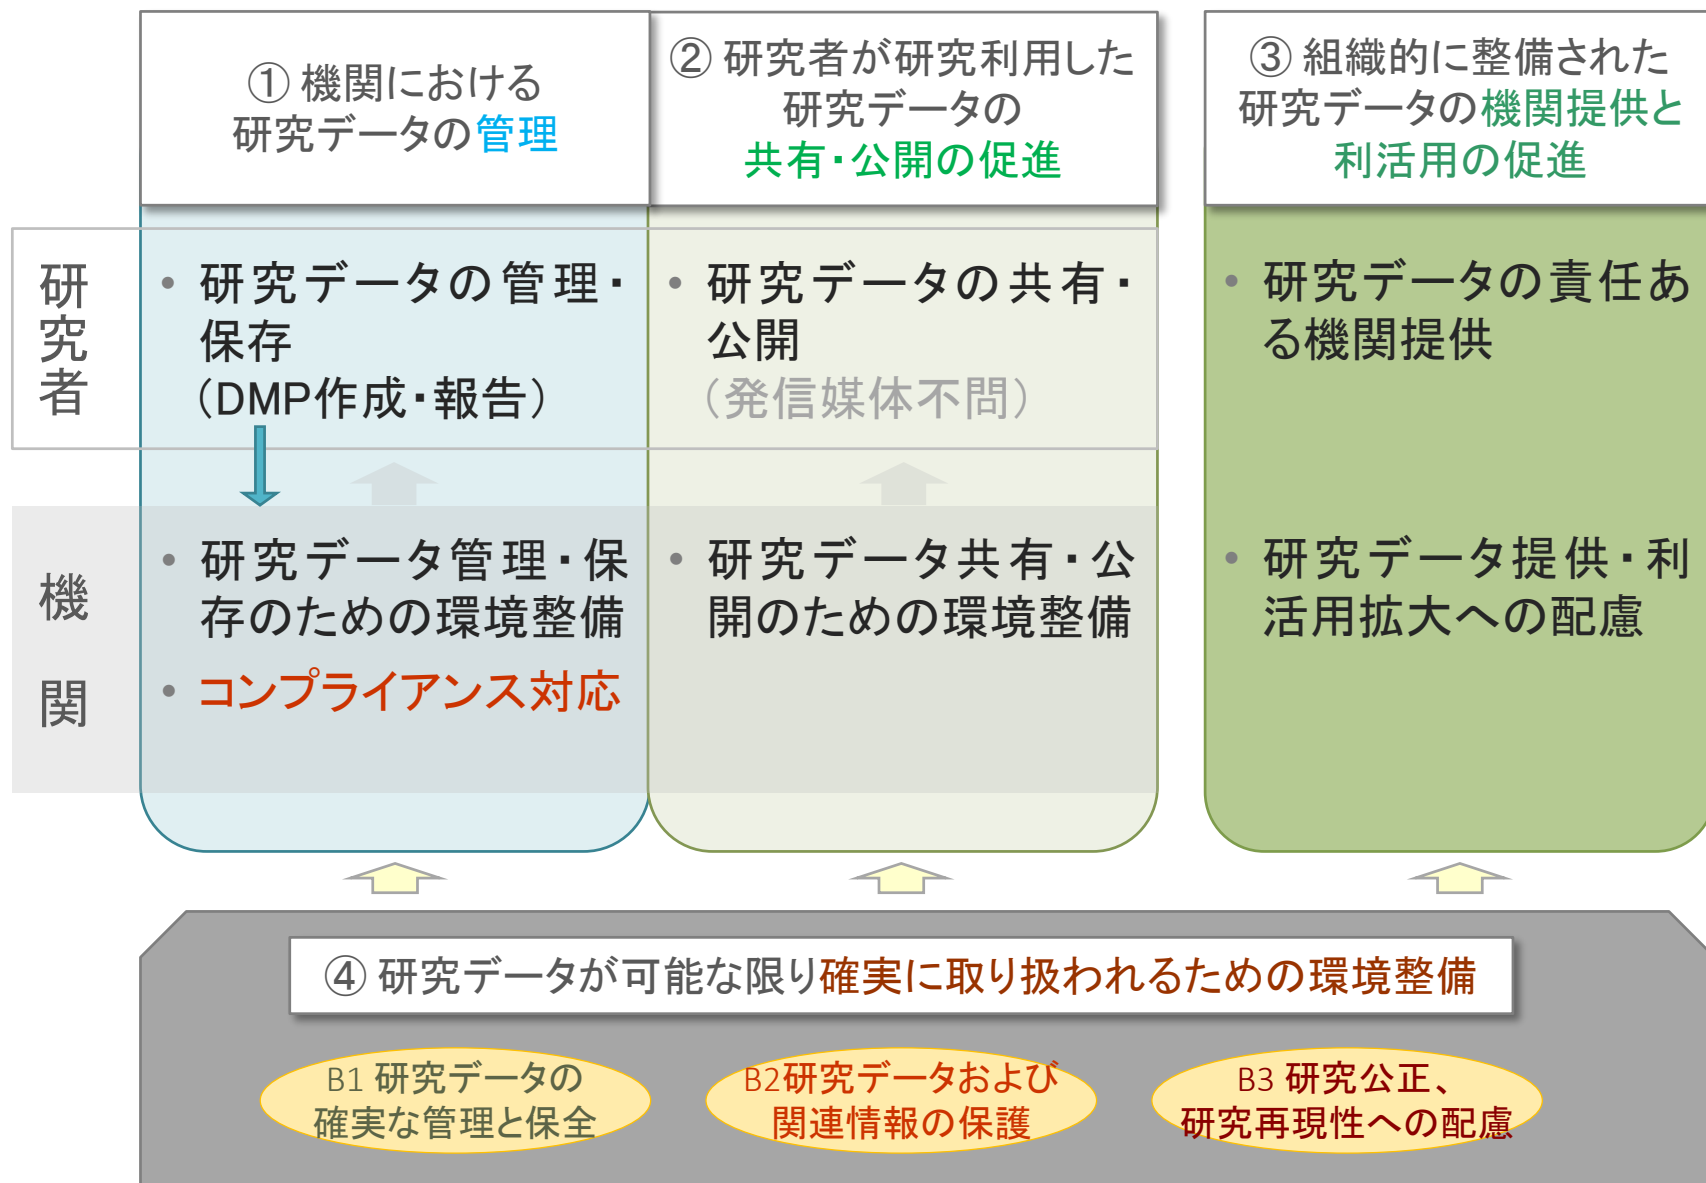 ① 機関における
研究データの管理
② 研究者が研究利用した
研究データの
共有・公開の促進
③ 組織的に整備された
研究データの機関提供と
利活用の促進
研究者
• 研究データの管理・
保存
（DMP作成・報告）
• 研究データの共有・
公開
（発信媒体不問）
• 研究データの責任あ
る機関提供
機関
• 研究データ管理・保
存のための環境整備
• コンプライアンス対応
• 研究データ共有・公
開のための環境整備
• 研究データ提供・利
活用拡大への配慮
④ 研究データが可能な限り確実に取り扱われるための環境整備
B1 研究データの
確実な管理と保全
B2研究データおよび
関連情報の保護
B3 研究公正、
研究再現性への配慮